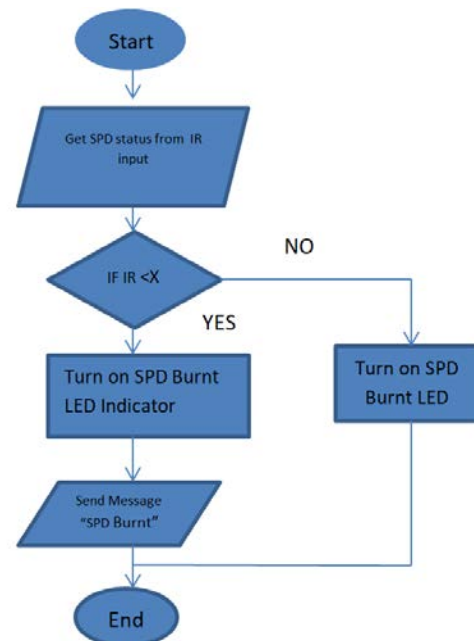 Start
Get SPD status from IR
input
IF IR <X
NO
YES
Turn on SPD Burnt
LED Indicator
Turn on SPD
Burnt LED
Send Message
“SPD Burnt”
End